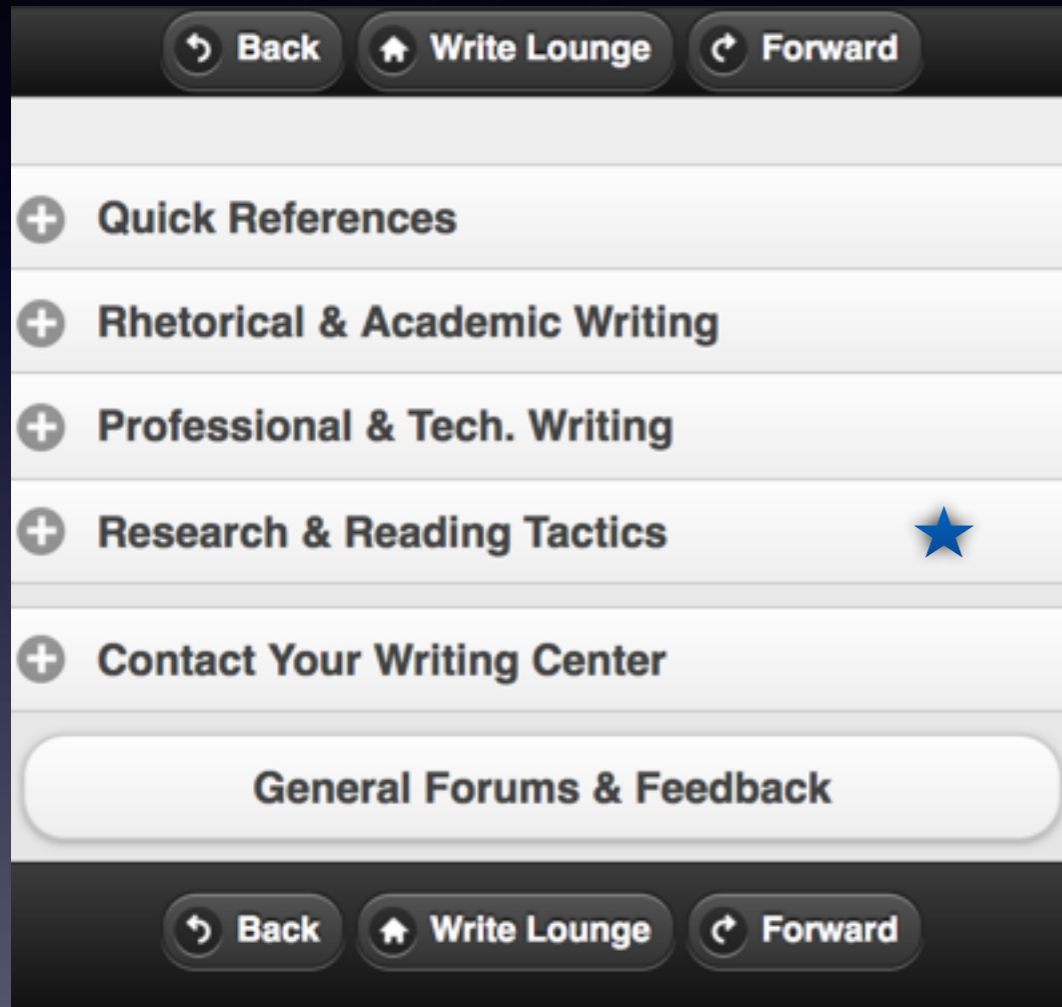 Back Write Lounge Forward
Quick References
Rhetorical & Academic Writing
Professional & Tech. Writing
Research & Reading Tactics
Contact Your Writing Center
General Forums & Feedback
Back Write Lounge Forward